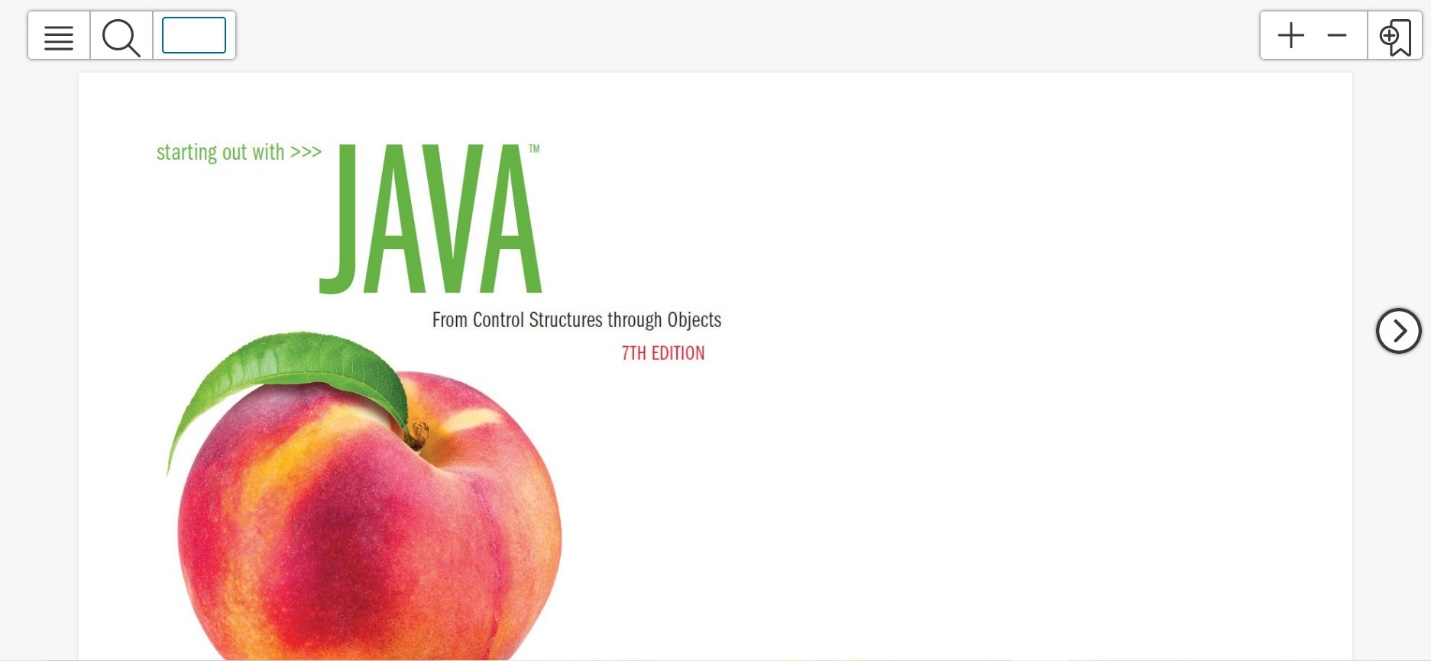 starting out with >>>
JAVA™
From Control Structures through Objects
7TH EDITION